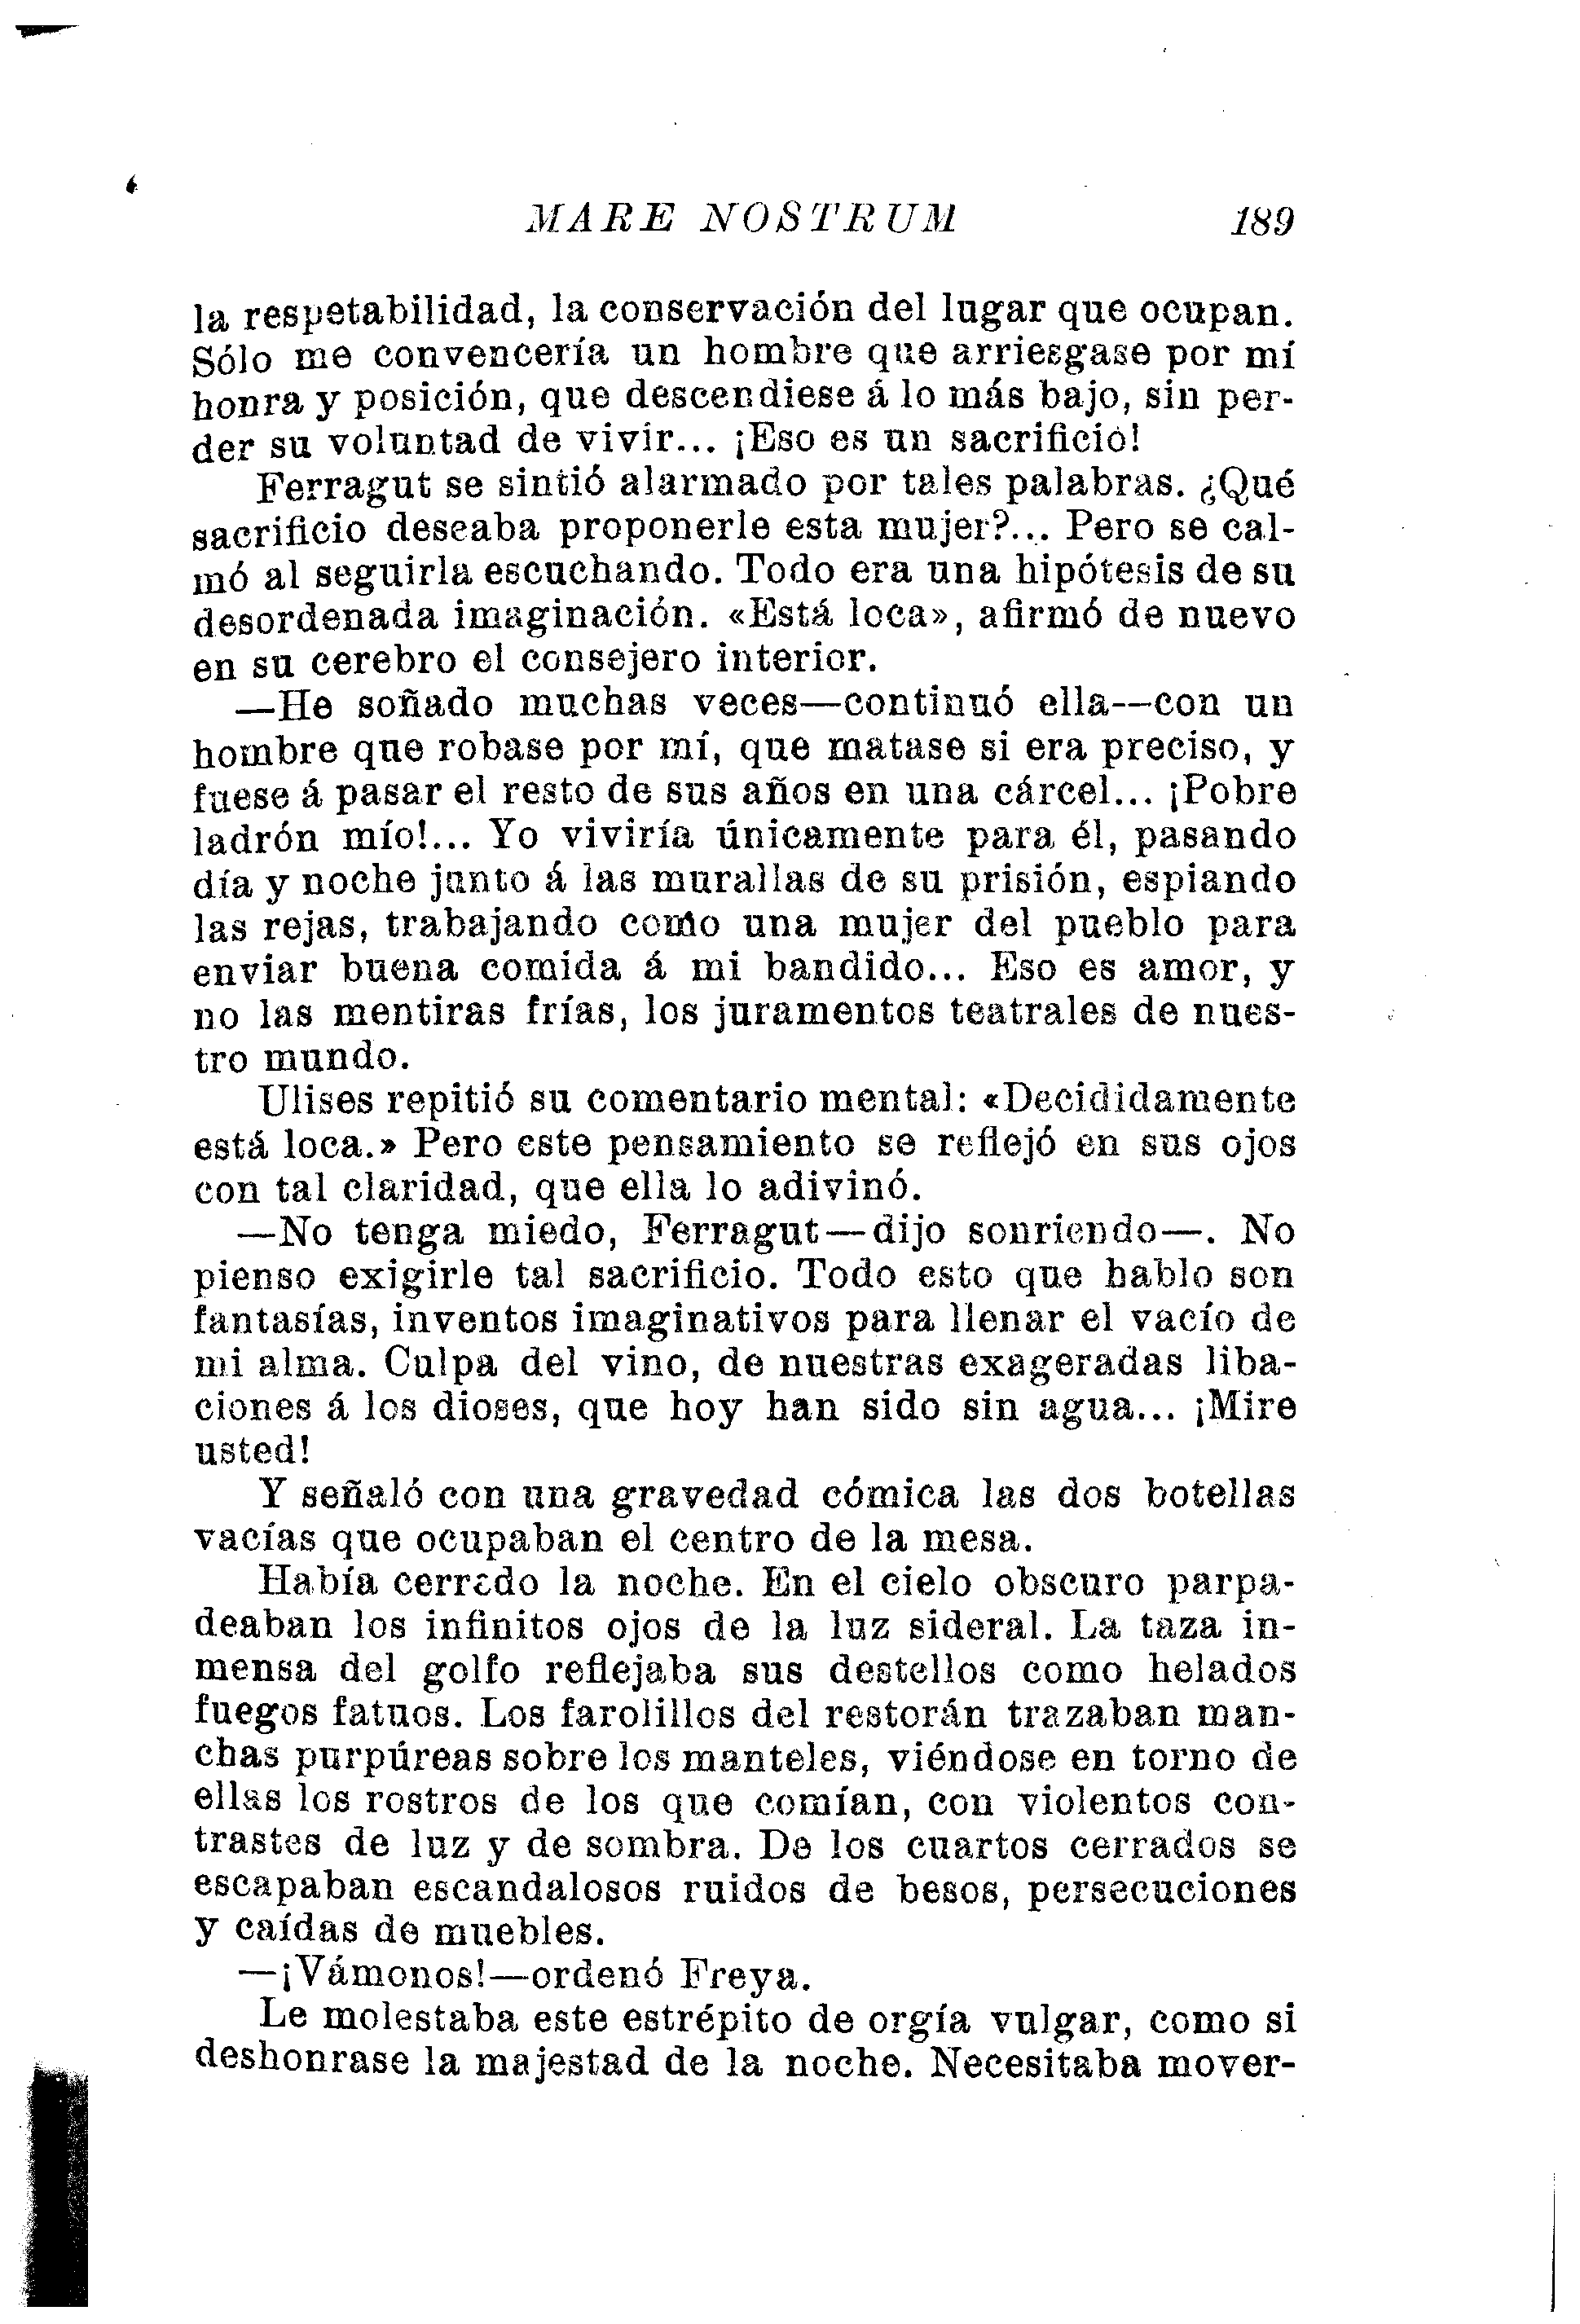 MARE NOSTRUM 189
la respetabilidad, la conservación del lugar que ocupan.
Sólo me convencería un hombre que arriesgase por mí
honra y posición, que descendiese á lo más bajo, sin per-
der su voluntad de vivir... ¡Eso es un sacrificio!
Ferragut se sintió alarmado por tales palabras. ¿Qué
sacrificio deseaba proponerle esta mujer?... Pero se cal-
mó al seguirla escuchando. Todo era una hipótesis de su
desordenada imaginación. «Está loca», afirmó de nuevo
en su cerebro el consejero interior.
—He soñado muchas veces—continuó ella—con un
hombre que robase por mí, que matase si era preciso, y
fuese á pasar el resto de sus años en una cárcel... ¡Pobre
ladrón mío!... Yo viviría únicamente para él, pasando
día y noche junto á las murallas de su prisión, espiando
las rejas, trabajando como una mujer del pueblo para
enviar buena comida á mi bandido... Eso es amor, y
no las mentiras frías, los juramentos teatrales de nues-
tro mundo.
Ulises repitió su comentario mental: «Decididamente
está loca.» Pero este pensamiento se reflejó en sus ojos
con tal claridad, que ella lo adivinó.
—No tenga miedo, Ferragut—dijo sonriendo—. No
pienso exigirle tal sacrificio. Todo esto que hablo son
fantasías, inventos imaginativos para llenar el vacío de
mi alma. Culpa del vino, de nuestras exageradas liba-
ciones á los dioses, que hoy han sido sin agua... ¡Mire
usted!
Y señaló con una gravedad cómica las dos botellas
vacías que ocupaban el centro de la mesa.
Había cerrado la noche. En el cielo obscuro parpa-
deaban los infinitos ojos de la luz sideral. La taza in-
mensa del golfo reflejaba sus destellos como helados
fuegos fatuos. Los farolillos del restorán trazaban man-
chas purpúreas sobre los manteles, viéndose en torno de
ellas los rostros de los que comían, con violentos con-
trastes de luz y de sombra. De los cuartos cerrados se
escapaban escandalosos ruidos de besos, persecuciones
y caídas de muebles.
—¡Vámonos!—ordenó Freya.
Le molestaba este estrépito de orgía vulgar, como si
deshonrase la majestad de la noche. Necesitaba mover-